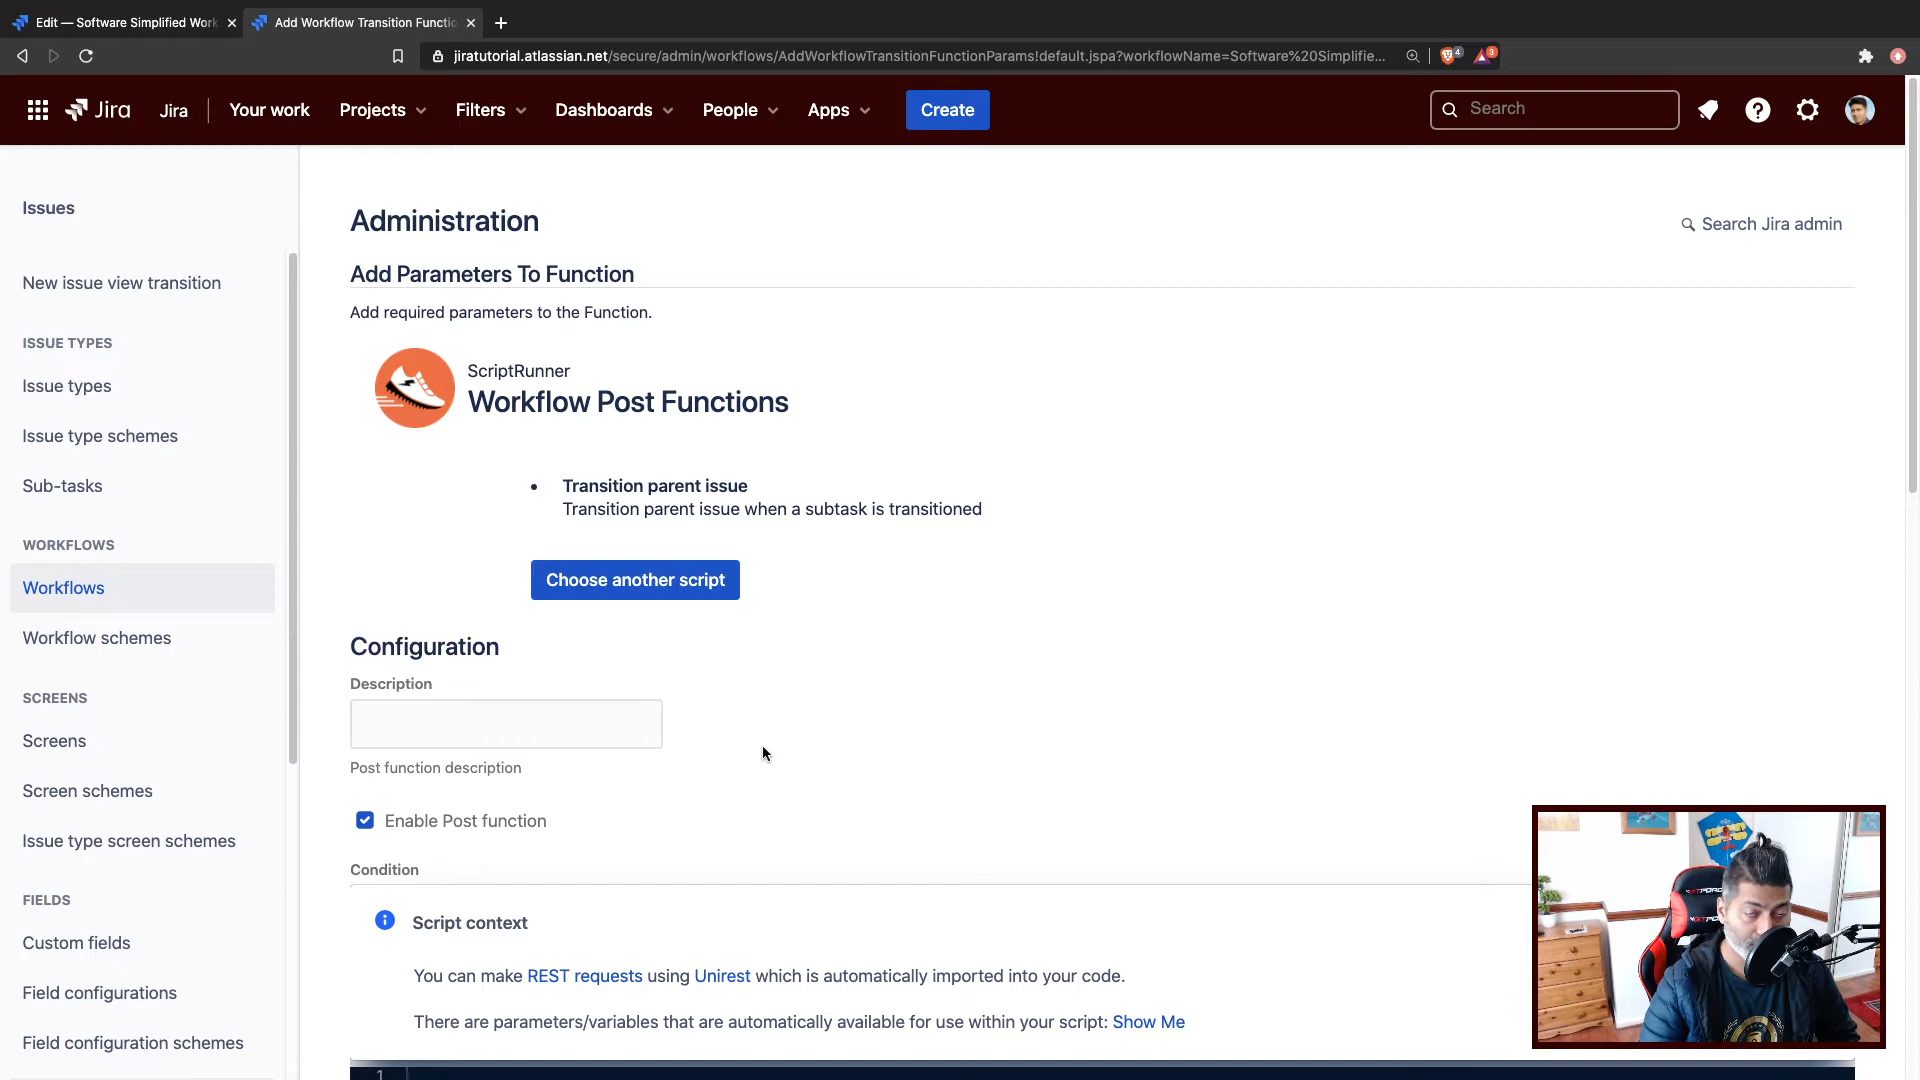 Edit — Software Simplified Work
Add Workflow Transition Functio
jiratutorial.atlassian.net/secure/admin/workflows/AddWorkflowTransitionFunctionParams!default.jspa?workflowName=Software%20Simplifie...
4
3
Jira
Jira
Your work
Projects
Filters
Dashboards
People
Apps
Create
Search
Issues
New issue view transition
ISSUE TYPES
Issue types
Issue type schemes
Sub-tasks
WORKFLOWS
Workflows
Workflow schemes
SCREENS
Screens
Screen schemes
Issue type screen schemes
FIELDS
Custom fields
Field configurations
Field configuration schemes
Administration
Search Jira admin
Add Parameters To Function
Add required parameters to the Function.
ScriptRunner
Workflow Post Functions
• Transition parent issue
Transition parent issue when a subtask is transitioned
Choose another script
Configuration
Description
Post function description
Enable Post function
Condition
Script context
You can make REST requests using Unirest which is automatically imported into your code.
There are parameters/variables that are automatically available for use within your script: Show Me
1